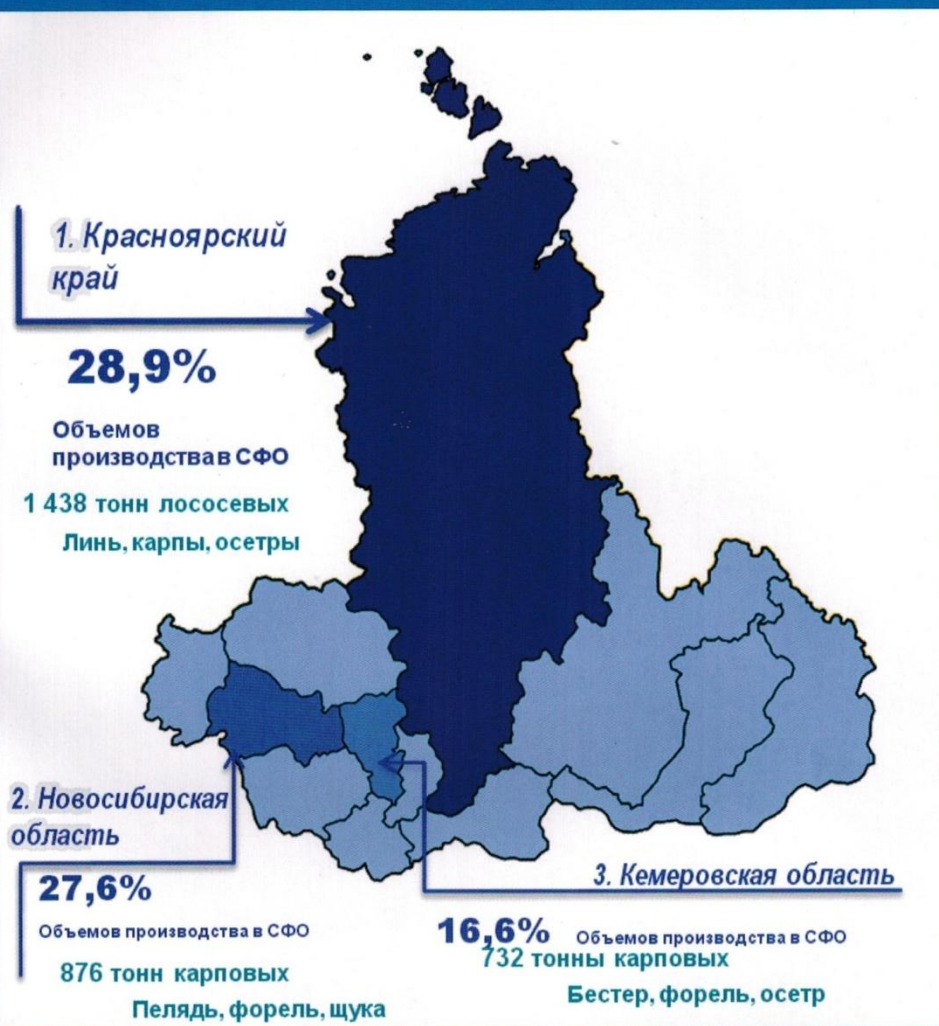 1. Красноярский
край
28,9%
Объемов
производства в СФО
1 438 тонн лососевых
Линь, карпы, осетры
2. Новосибирская
область
27,6%
Объемов производства в СФО
876 тонн карповых
Пелядь, форель, щука
3. Кемеровская область
16,6% Объемов производства в СФО
732 тонны карповых
Бестер, форель, осетр